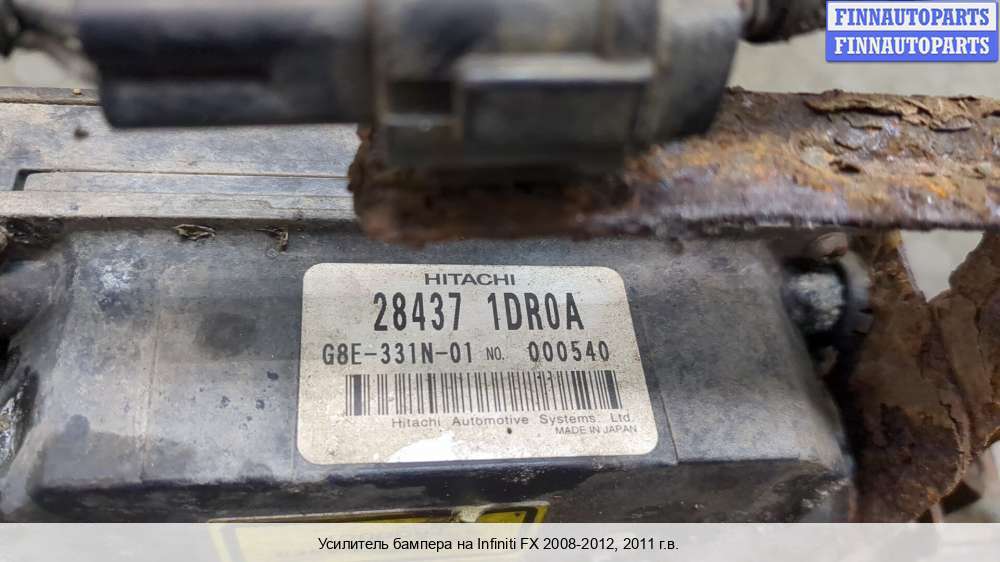 FINNAUTOPARTS
FINNAUTOPARTS
HITACHI
28437 1DR0A
G8E-331N-01 NO. 000540
Hitachi Automotive Systems. Ltd.
MADE IN JAPAN
Усилитель бампера на Infiniti FX 2008-2012, 2011 г.в.